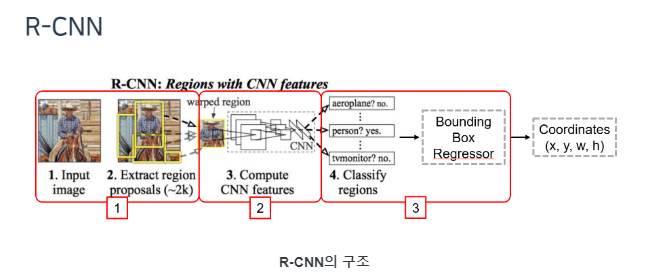 R-CNN
R-CNN: Regions with CNN features
warped region
aeroplane? no.
person? yes.
tvmonitor? no.
CNN
1. Input
image
2. Extract region
proposals (~2k)
3. Compute
CNN features
4. Classify
regions
Bounding
Box
Regressor
Coordinates
(x, y, w, h)
1
2
3
R-CNN의 구조